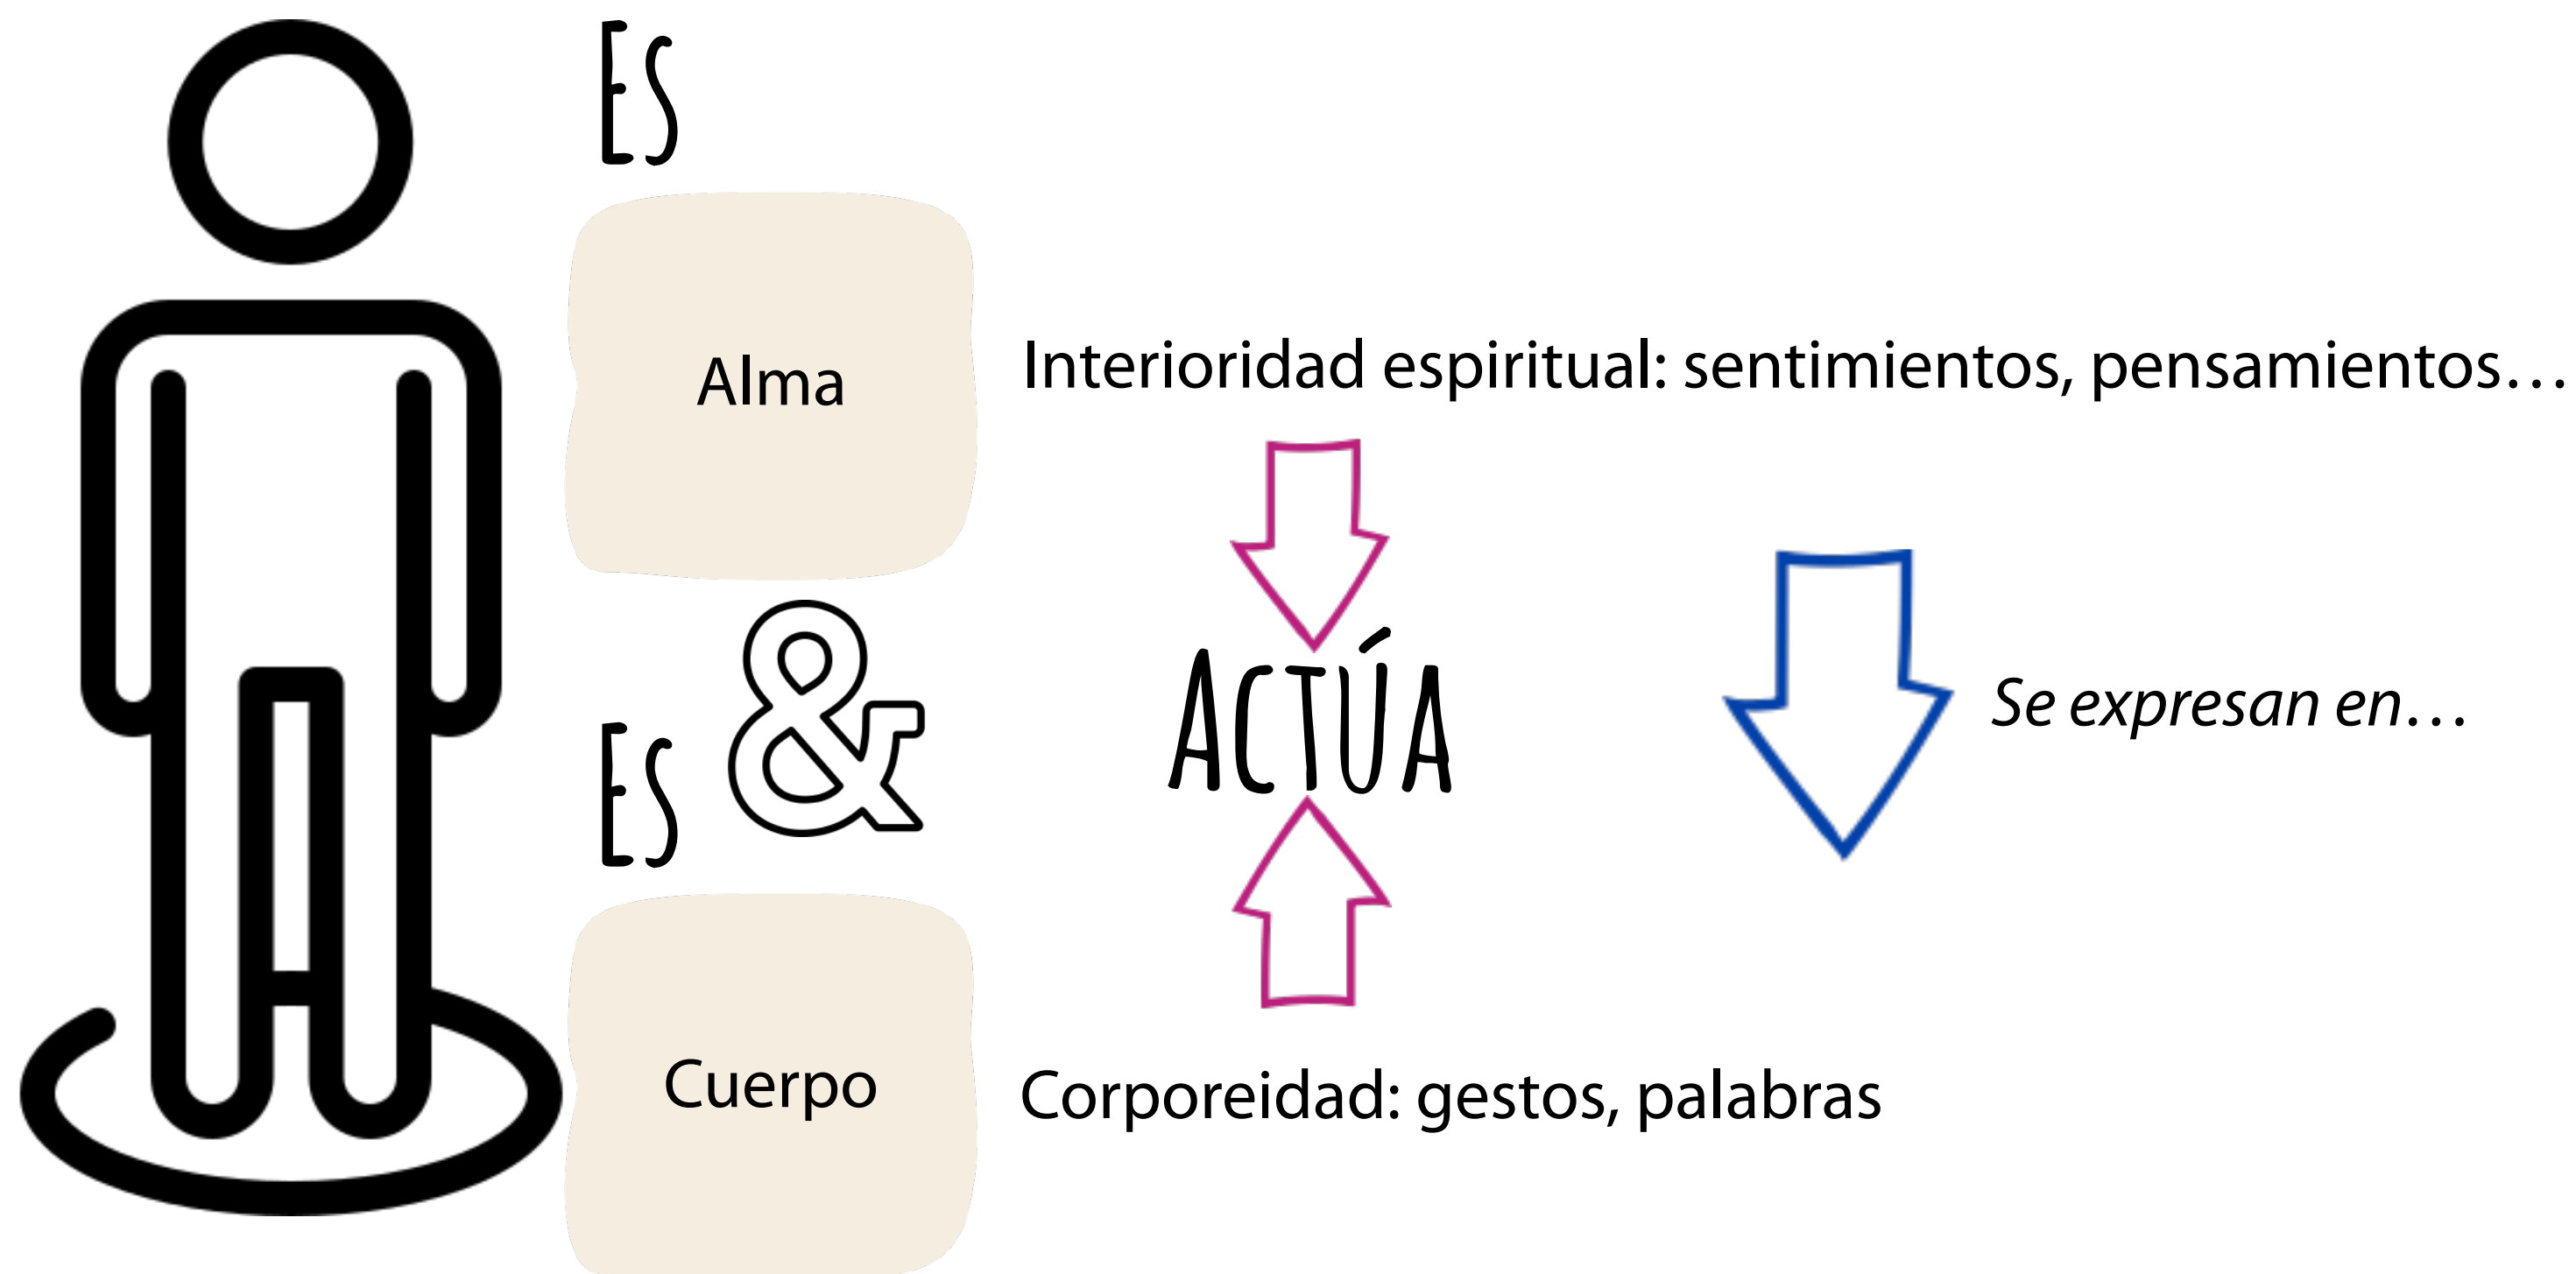 Es
Alma
Interioridad espiritual: sentimientos, pensamientos…
&
Es
Actúa
Se expresan en…
Cuerpo
Corporeidad: gestos, palabras